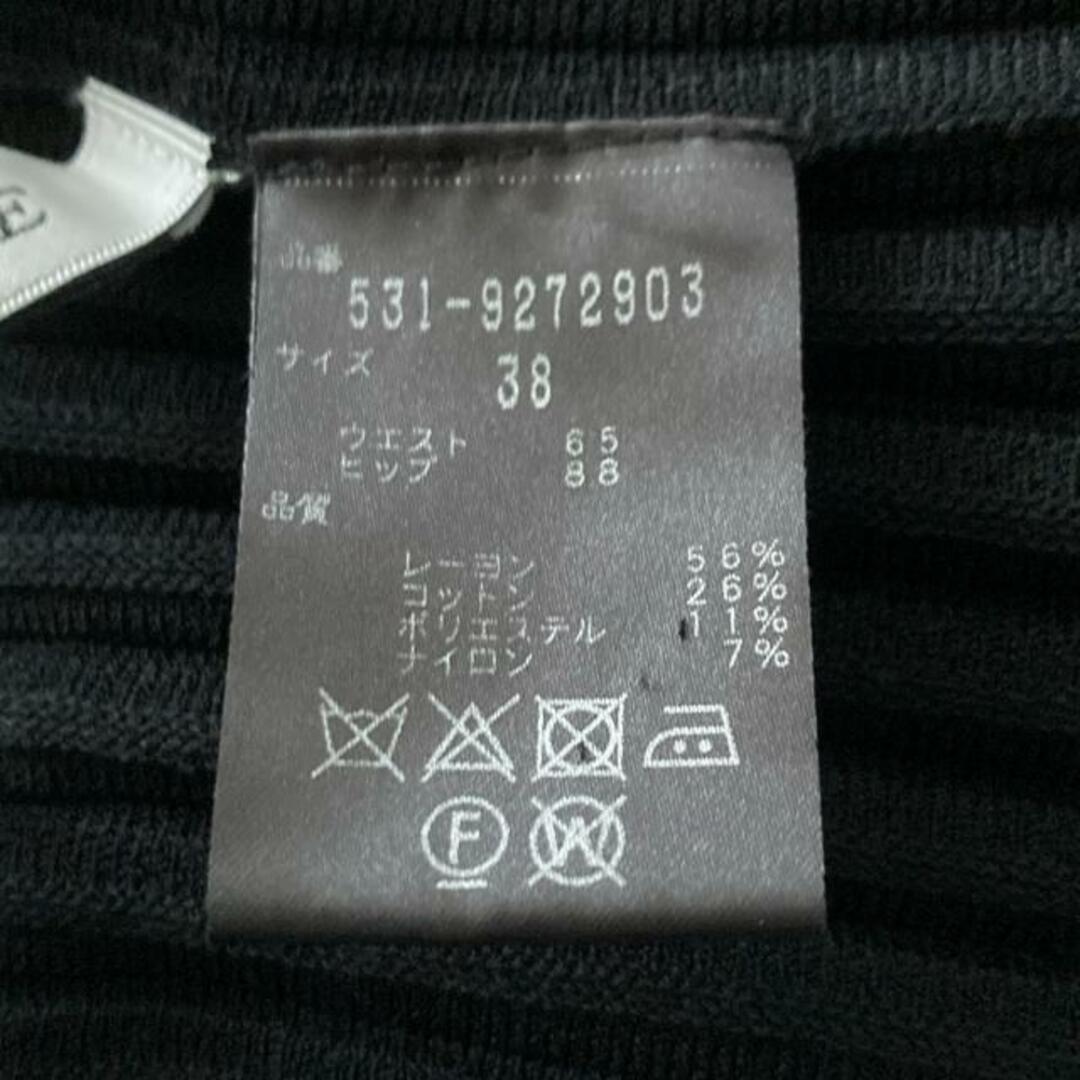 品番
531-9272903
サイズ 38
ウエスト 65
ヒップ 88
品質
レーヨン 56%
コットン 26%
ポリエステル 11%
ナイロン 7%
F W
E